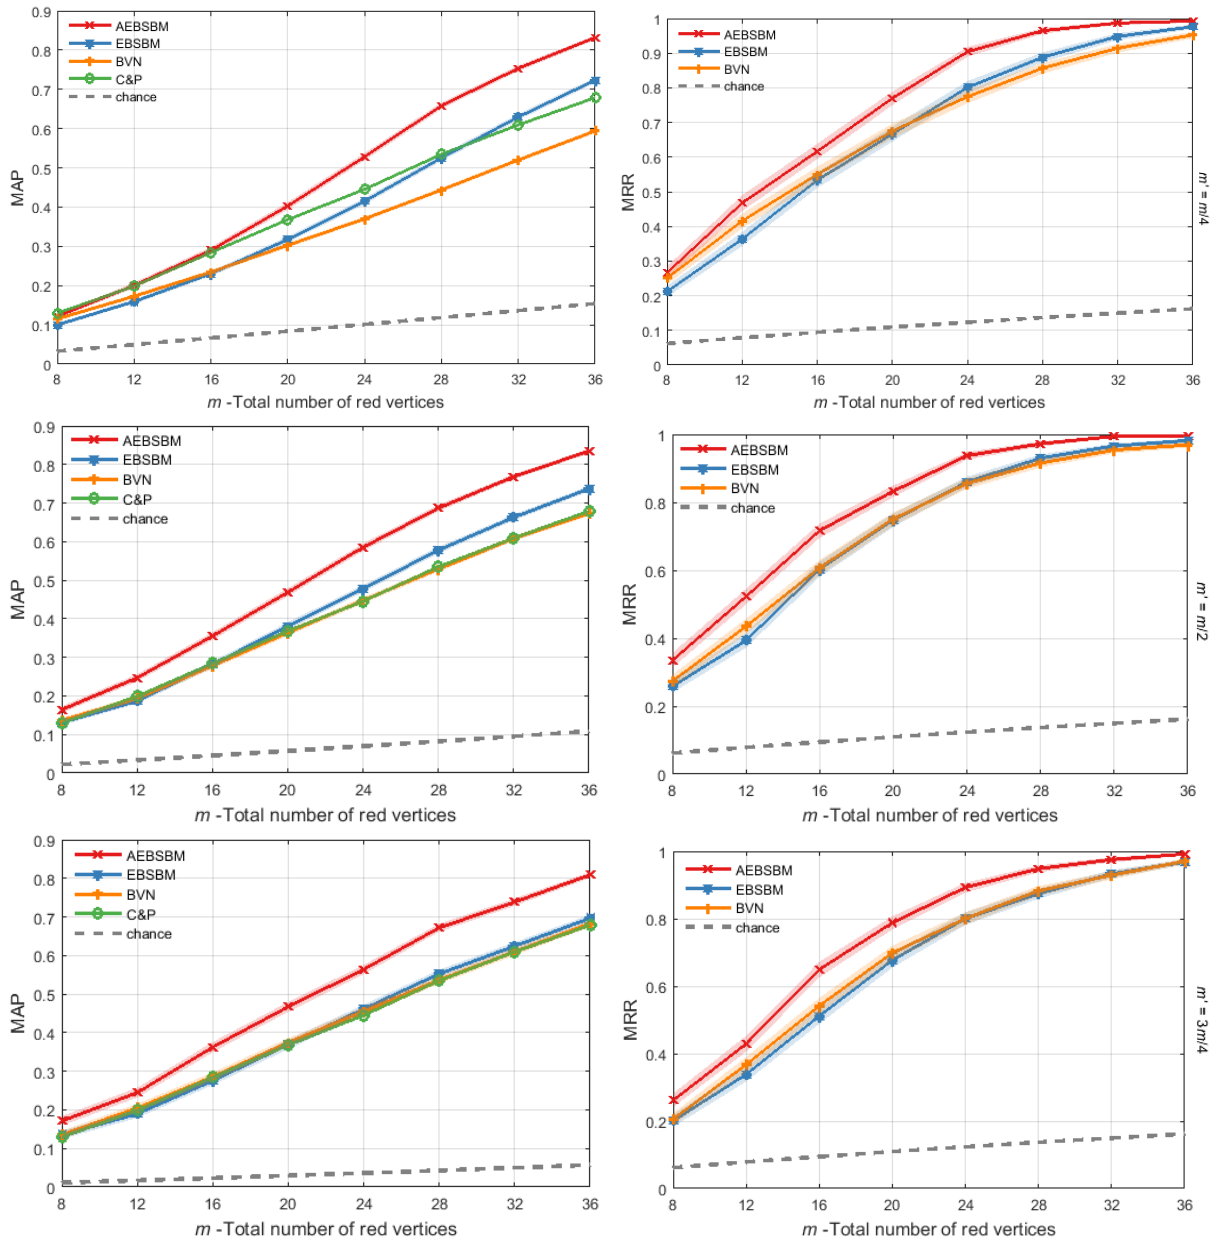 AEBSBM
EBSBM
BVN
C&P
chance
0.9
0.8
0.7
0.6
0.5
0.4
0.3
0.2
0.1
0
MAP
8 12 16 20 24 28 32 36
m -Total number of red vertices
AEBSBM
EBSBM
BVN
chance
1
0.9
0.8
0.7
0.6
0.5
0.4
0.3
0.2
0.1
0
MRR
8 12 16 20 24 28 32 36
m -Total number of red vertices
m' = m/4
AEBSBM
EBSBM
BVN
C&P
chance
0.9
0.8
0.7
0.6
0.5
0.4
0.3
0.2
0.1
0
MAP
8 12 16 20 24 28 32 36
m -Total number of red vertices
AEBSBM
EBSBM
BVN
chance
1
0.8
0.6
0.4
0.2
0
MRR
8 12 16 20 24 28 32 36
m -Total number of red vertices
m' = m/2
AEBSBM
EBSBM
BVN
C&P
chance
0.9
0.8
0.7
0.6
0.5
0.4
0.3
0.2
0.1
0
MAP
8 12 16 20 24 28 32 36
m -Total number of red vertices
AEBSBM
EBSBM
BVN
chance
1
0.8
0.6
0.4
0.2
0
MRR
8 12 16 20 24 28 32 36
m -Total number of red vertices
m' = 3m/4